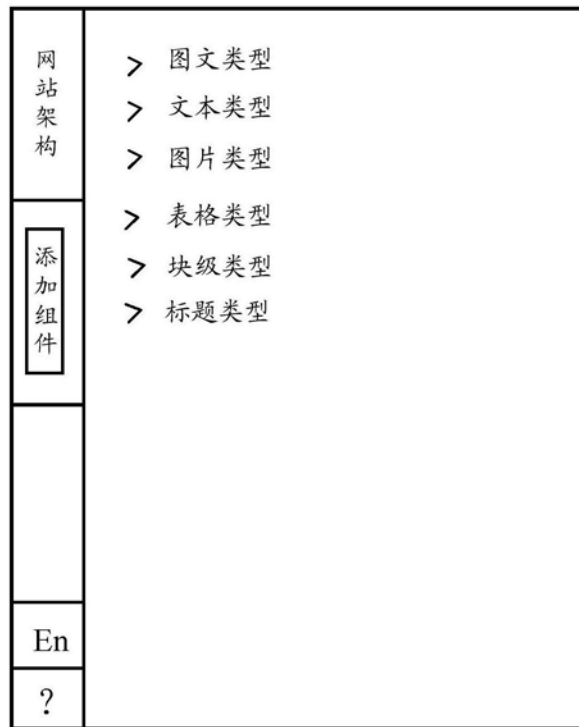 网站架构
添加组件
En
?
> 图文类型
> 文本类型
> 图片类型
> 表格类型
> 块级类型
> 标题类型